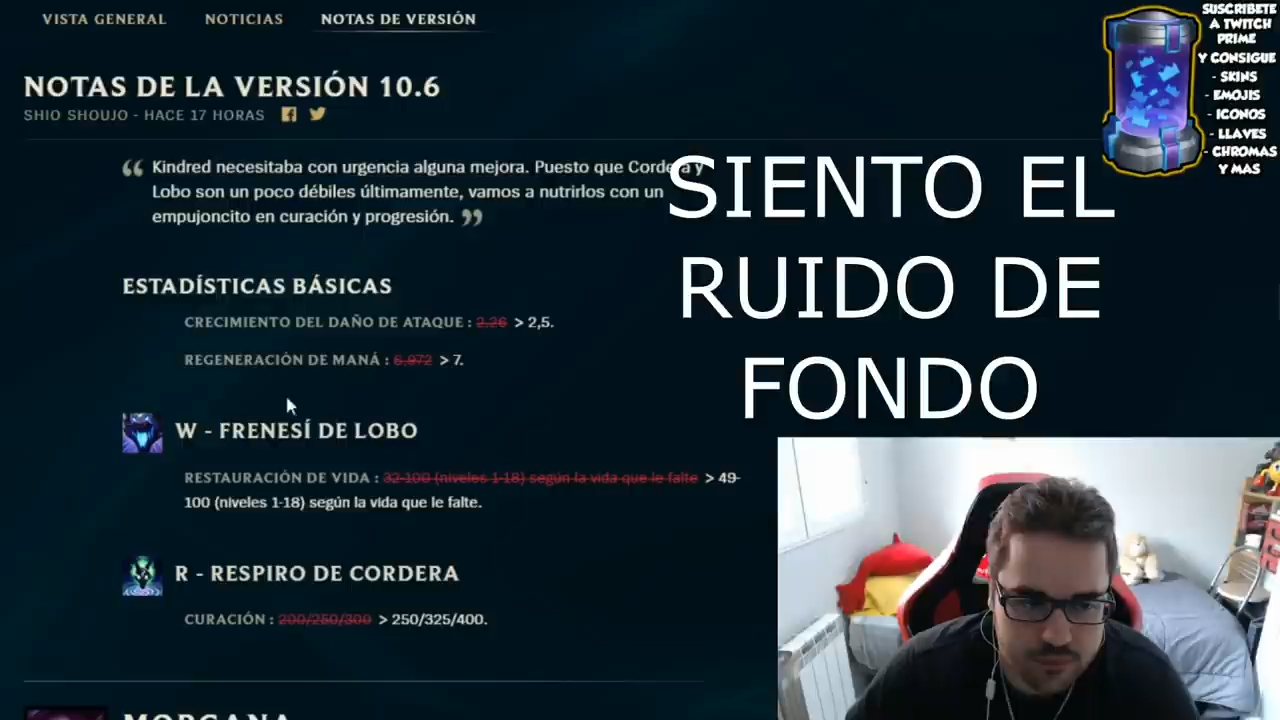 VISTA GENERAL
NOTICIAS
NOTAS DE VERSIÓN
NOTAS DE LA VERSIÓN 10.6
SHIO SHOUJO - HACE 17 HORAS
“ Kindred necesitaba con urgencia alguna mejora. Puesto que Cordera y
Lobo son un poco débiles últimamente, vamos a nutrirlos con un
empujoncito en curación y progresión. ”
ESTADÍSTICAS BÁSICAS
CRECIMIENTO DEL DAÑO DE ATAQUE : 2,26 > 2,5.
REGENERACIÓN DE MANÁ : 6,972 > 7.
W - FRENESÍ DE LOBO
RESTAURACIÓN DE VIDA : 32-100 (niveles 1-18) según la vida que le falte > 49-
100 (niveles 1-18) según la vida que le falte.
R - RESPIRO DE CORDERA
CURACIÓN : 200/250/300 > 250/325/400.
MORGANA
SIENTO EL
RUIDO DE
FONDO
SUSCRIBETE
A TWITCH
PRIME
Y CONSIGUE
- SKINS
- EMOJIS
- ICONOS
- LLAVES
- CHROMAS
Y MAS